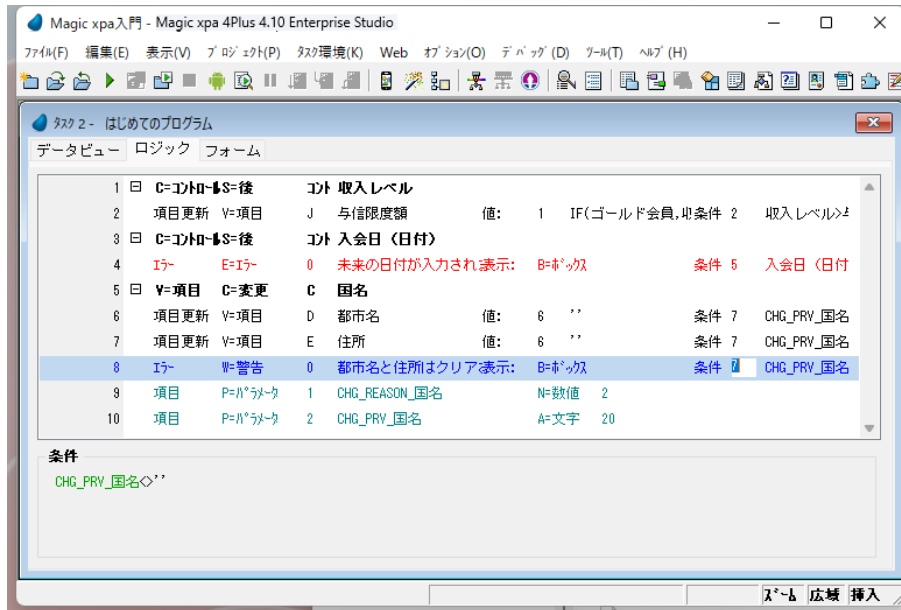 Magic xpa入門 - Magic xpa 4Plus 4.10 Enterprise Studio
ファイル(F) 編集(E) 表示(V) プロジェクト(P) タスク環境(K) Web オプション(O) デバッグ(D) ツール(T) ヘルプ(H)
タスク 2 - はじめてのプログラム
データビュー ロジック フォーム
1 C=コントロール S=後 コント 収入レベル
2 項目更新 V=項目 J 与信限度額 値: 1 IF(ゴールド会員, 条件 2 収入レベル>
3 C=コントロール S=後 コント 入会日（日付）
4 エラー E=エラー 0 未来の日付が入力され 表示: B=ボックス 条件 5 入会日（日付
5 V=項目 C=変更 C 国名
6 項目更新 V=項目 D 都市名 値: 6 '' 条件 7 CHG_PRV_国名
7 項目更新 V=項目 E 住所 値: 6 '' 条件 7 CHG_PRV_国名
8 エラー W=警告 0 都市名と住所はクリア 表示: B=ボックス 条件 7 CHG_PRV_国名
9 項目 P=パラメータ 1 CHG_REASON_国名 N=数値 2
10 項目 P=パラメータ 2 CHG_PRV_国名 A=文字 20
条件
CHG_PRV_国名<>''
ズーム 広域 挿入